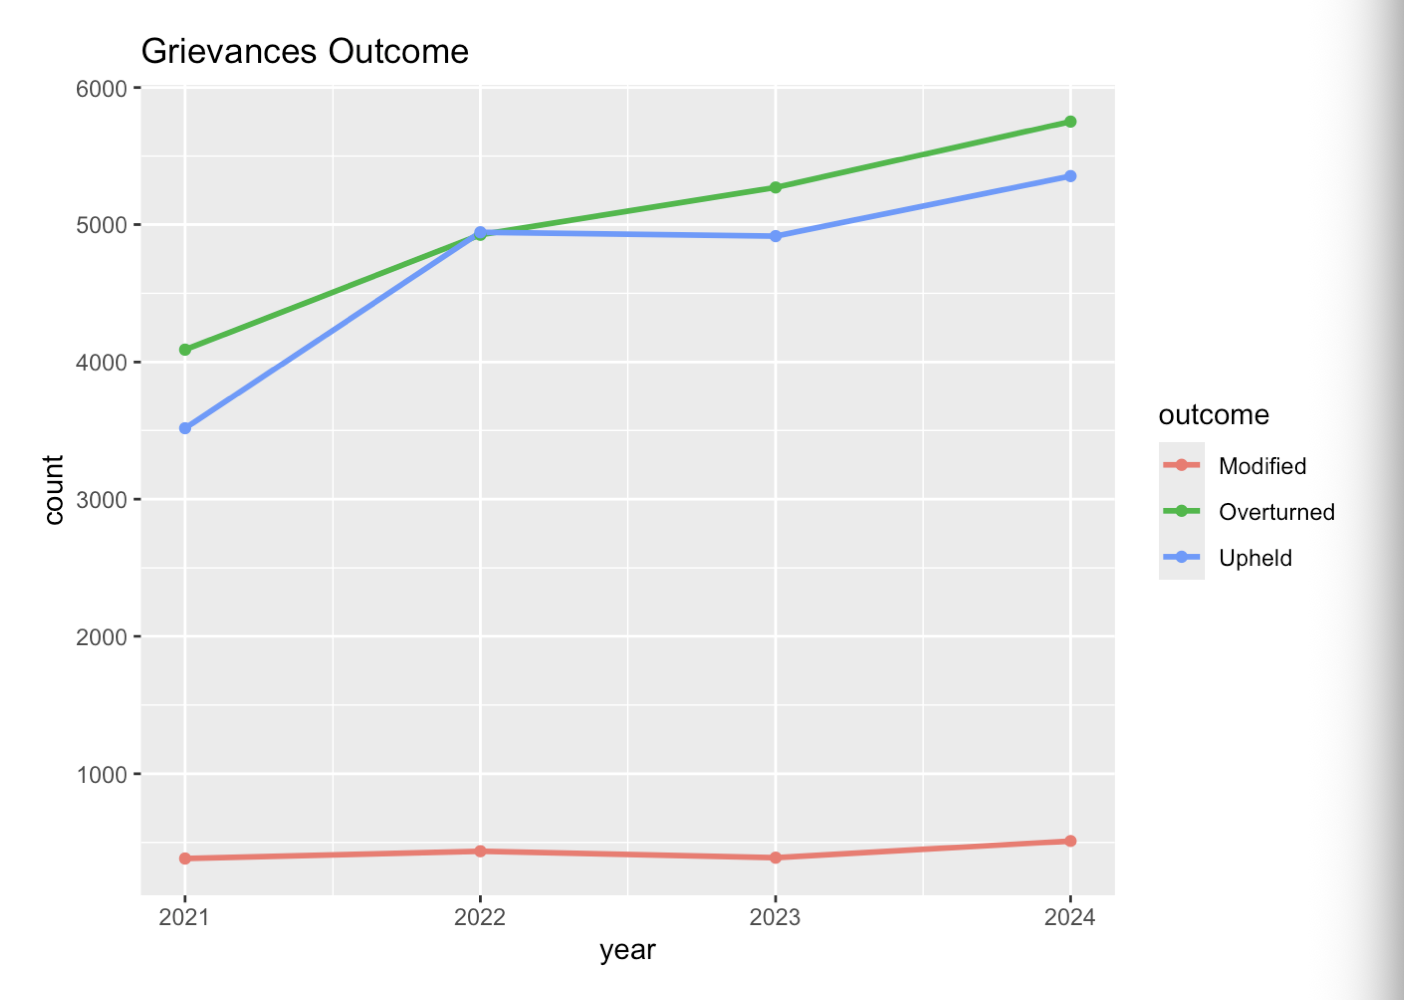 Grievances Outcome
6000
5000
4000
3000
2000
1000
count
2021 2022 2023 2024
year
outcome
Modified
Overturned
Upheld